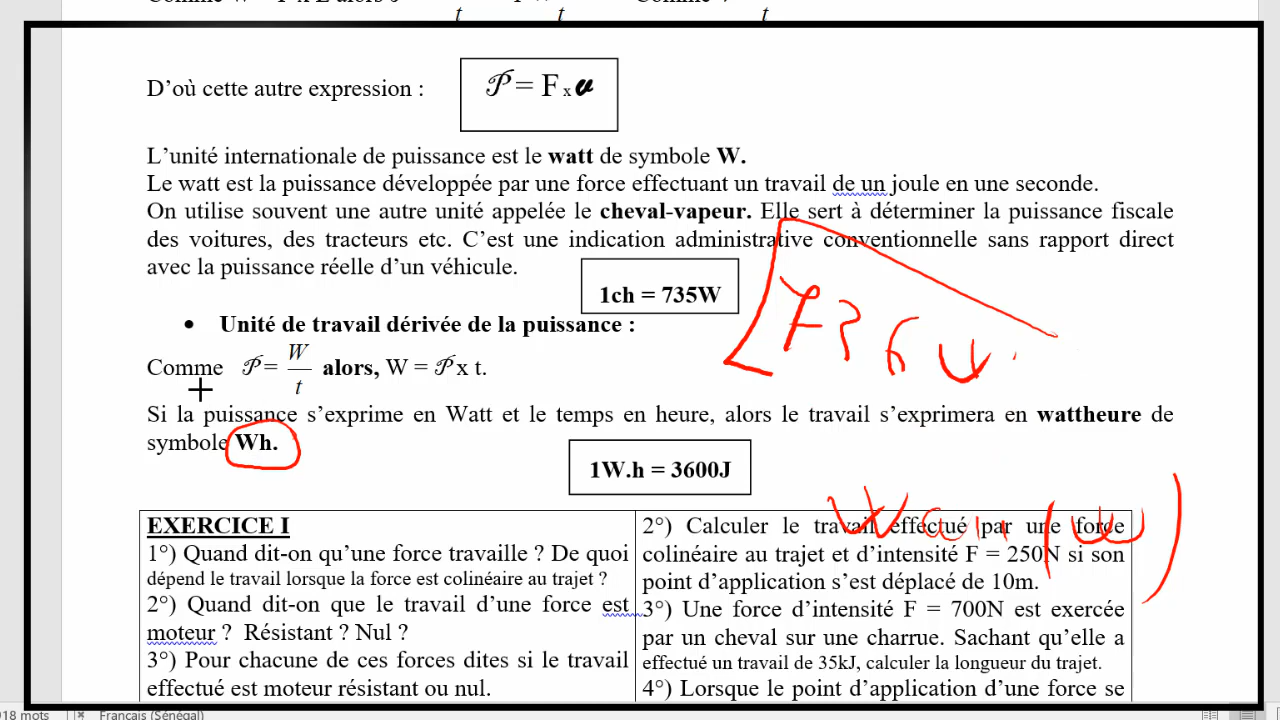 D'où cette autre expression :
𝒫 = F x v
L'unité internationale de puissance est le watt de symbole W.
Le watt est la puissance développée par une force effectuant un travail de un joule en une seconde.
On utilise souvent une autre unité appelée le cheval-vapeur. Elle sert à déterminer la puissance fiscale
des voitures, des tracteurs etc. C'est une indication administrative conventionnelle sans rapport direct
avec la puissance réelle d'un véhicule.
1ch = 735W
• Unité de travail dérivée de la puissance :
Comme 𝒫 = W/t alors, W = 𝒫 x t.
Si la puissance s'exprime en Watt et le temps en heure, alors le travail s'exprimera en wattheure de
symbole Wh.
1W.h = 3600J
EXERCICE I
1°) Quand dit-on qu'une force travaille ? De quoi
dépend le travail lorsque la force est colinéaire au trajet ?
2°) Quand dit-on que le travail d'une force est
moteur ? Résistant ? Nul ?
3°) Pour chacune de ces forces dites si le travail
effectué est moteur résistant ou nul.
2°) Calculer le travail effectué par une force
colinéaire au trajet et d'intensité F = 250N si son
point d'application s'est déplacé de 10m.
3°) Une force d'intensité F = 700N est exercée
par un cheval sur une charrue. Sachant qu'elle a
effectué un travail de 35kJ, calculer la longueur du trajet.
4°) Lorsque le point d'application d'une force se
918 mots
Français (Sénégal)